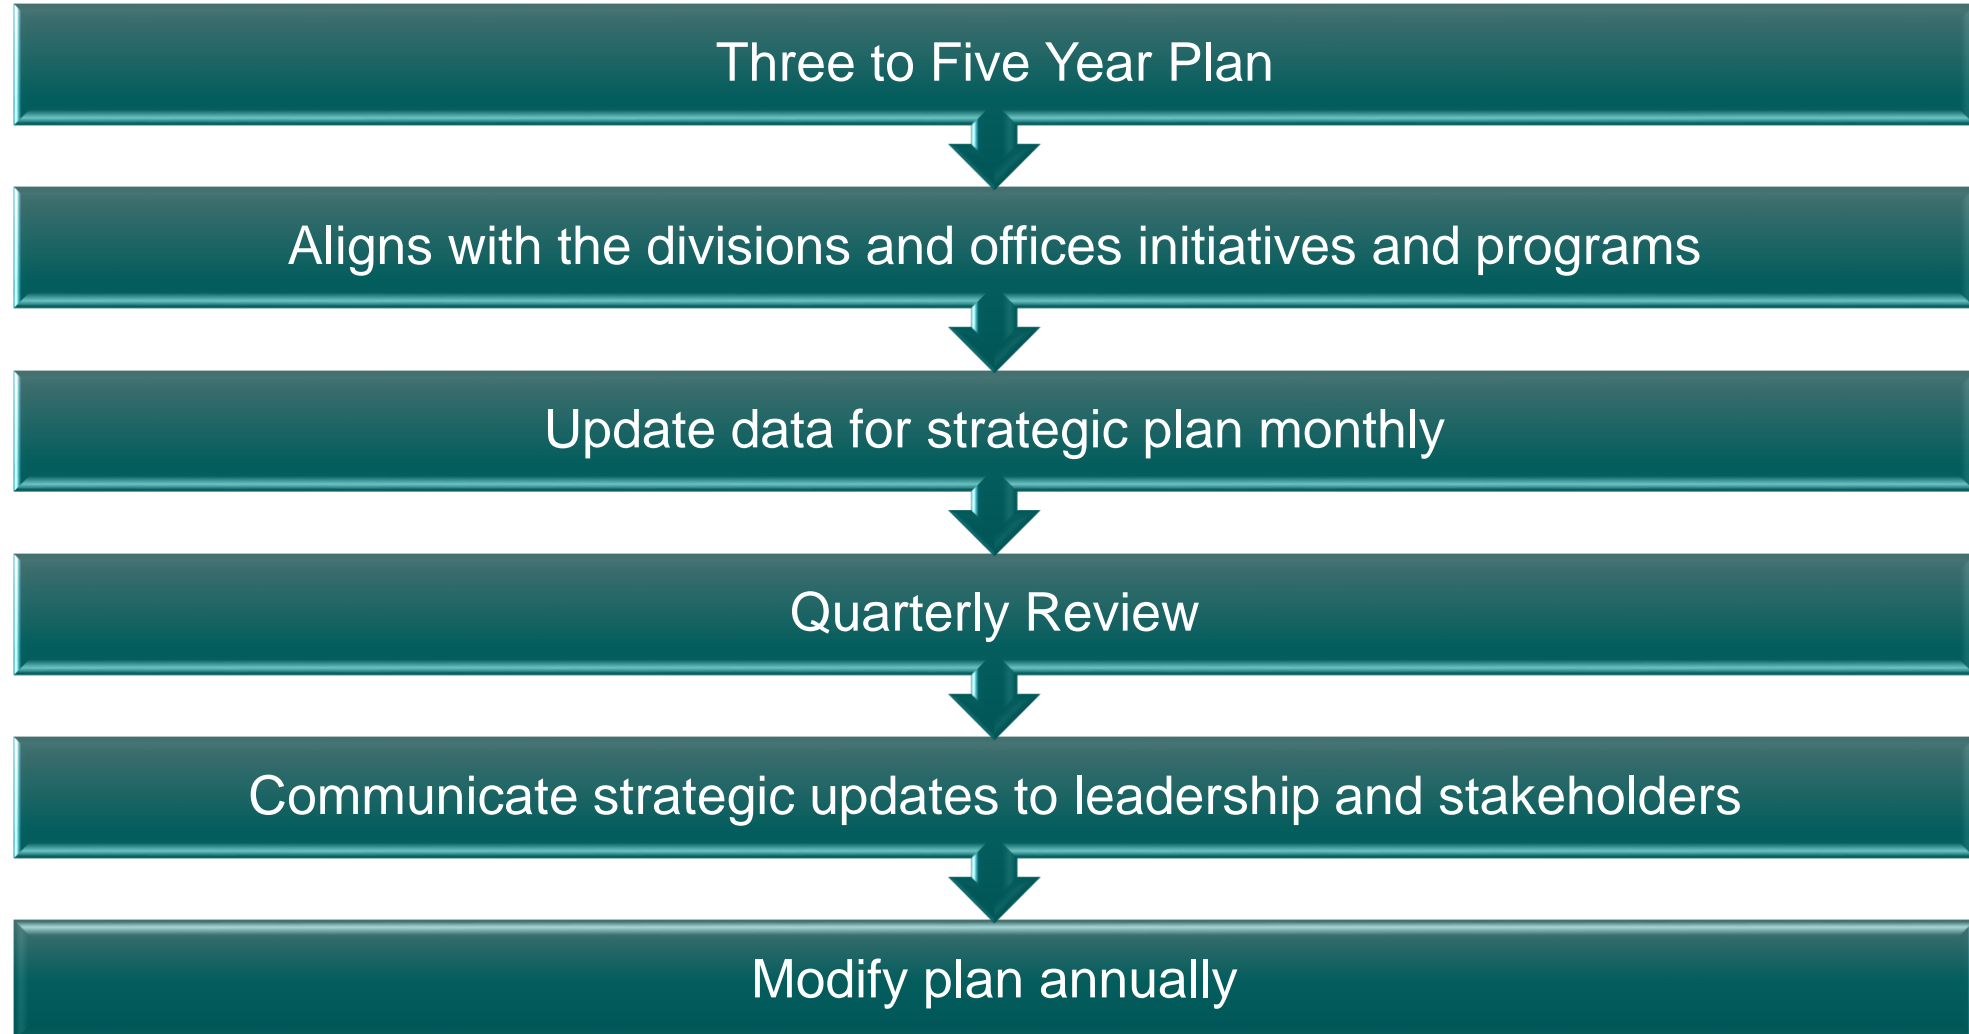 Three to Five Year Plan
Aligns with the divisions and offices initiatives and programs
Update data for strategic plan monthly
Quarterly Review
Communicate strategic updates to leadership and stakeholders
Modify plan annually